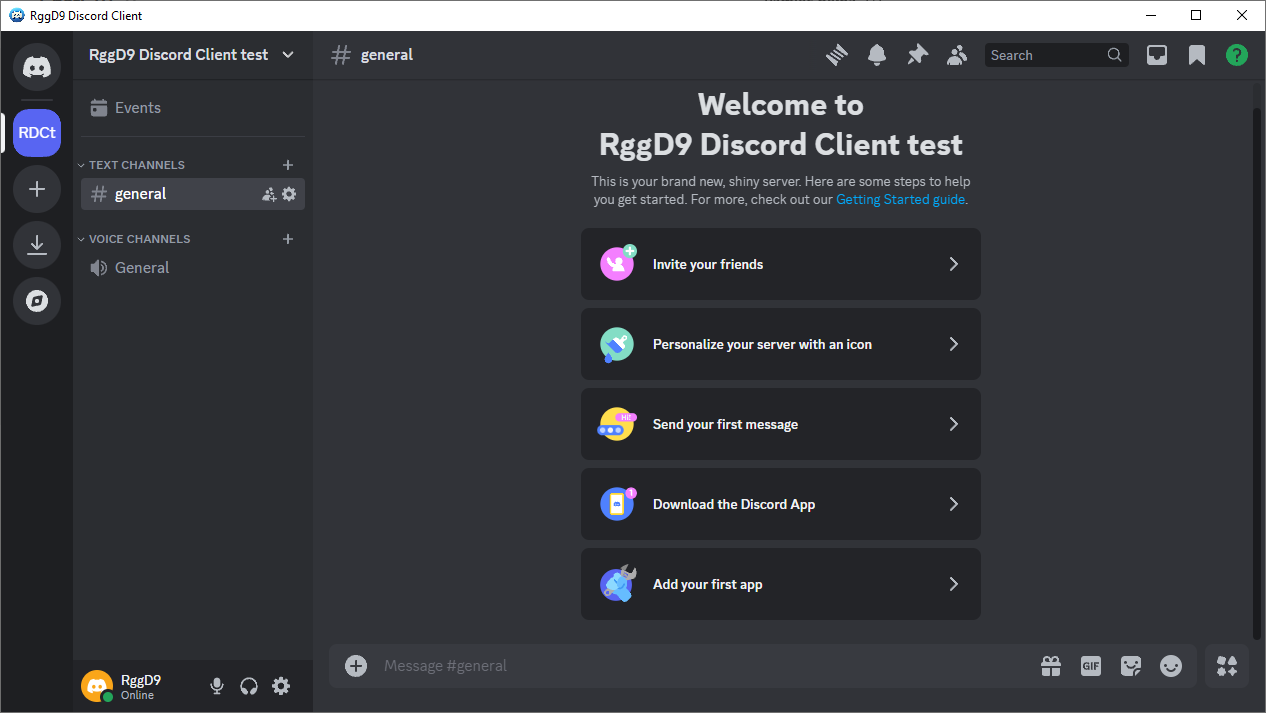 RggD9 Discord Client
RggD9 Discord Client test
general
Search
?
Events
RDCt
TEXT CHANNELS
general
VOICE CHANNELS
General
Welcome to
RggD9 Discord Client test
This is your brand new, shiny server. Here are some steps to help
you get started. For more, check out our Getting Started guide.
Invite your friends
Personalize your server with an icon
Send your first message
Download the Discord App
1
Add your first app
Message #general
GIF
RggD9
Online